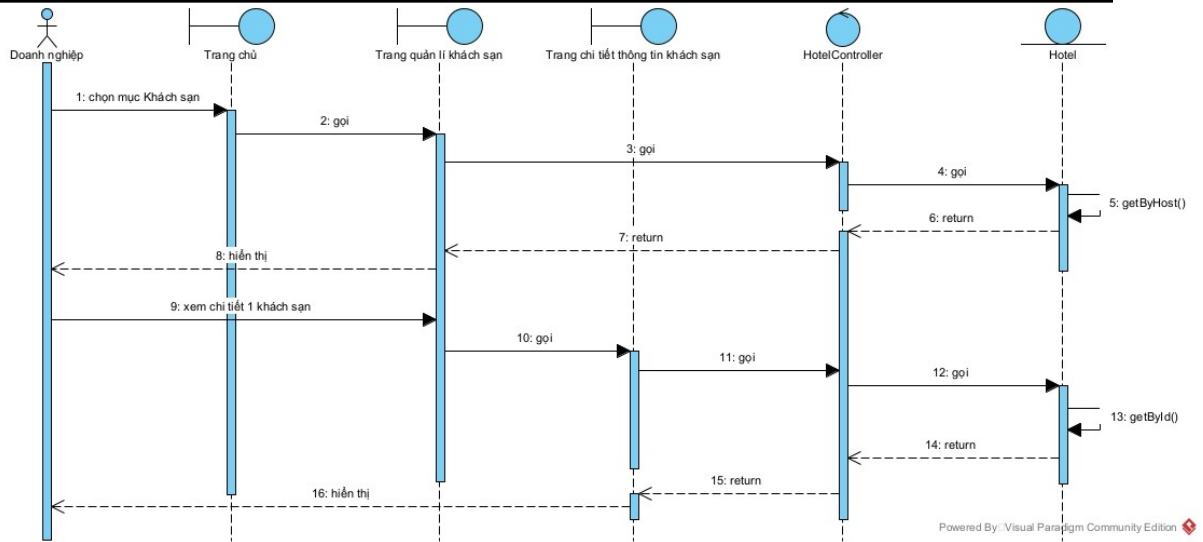 Doanh nghiệp
Trang chủ
Trang quản lí khách sạn
Trang chi tiết thông tin khách sạn
HotelController
Hotel
1: chọn mục Khách sạn
2: gọi
3: gọi
4: gọi
5: getByHost()
6: return
7: return
8: hiển thị
9: xem chi tiết 1 khách sạn
10: gọi
11: gọi
12: gọi
13: getById()
14: return
15: return
16: hiển thị
Powered By Visual Paradigm Community Edition